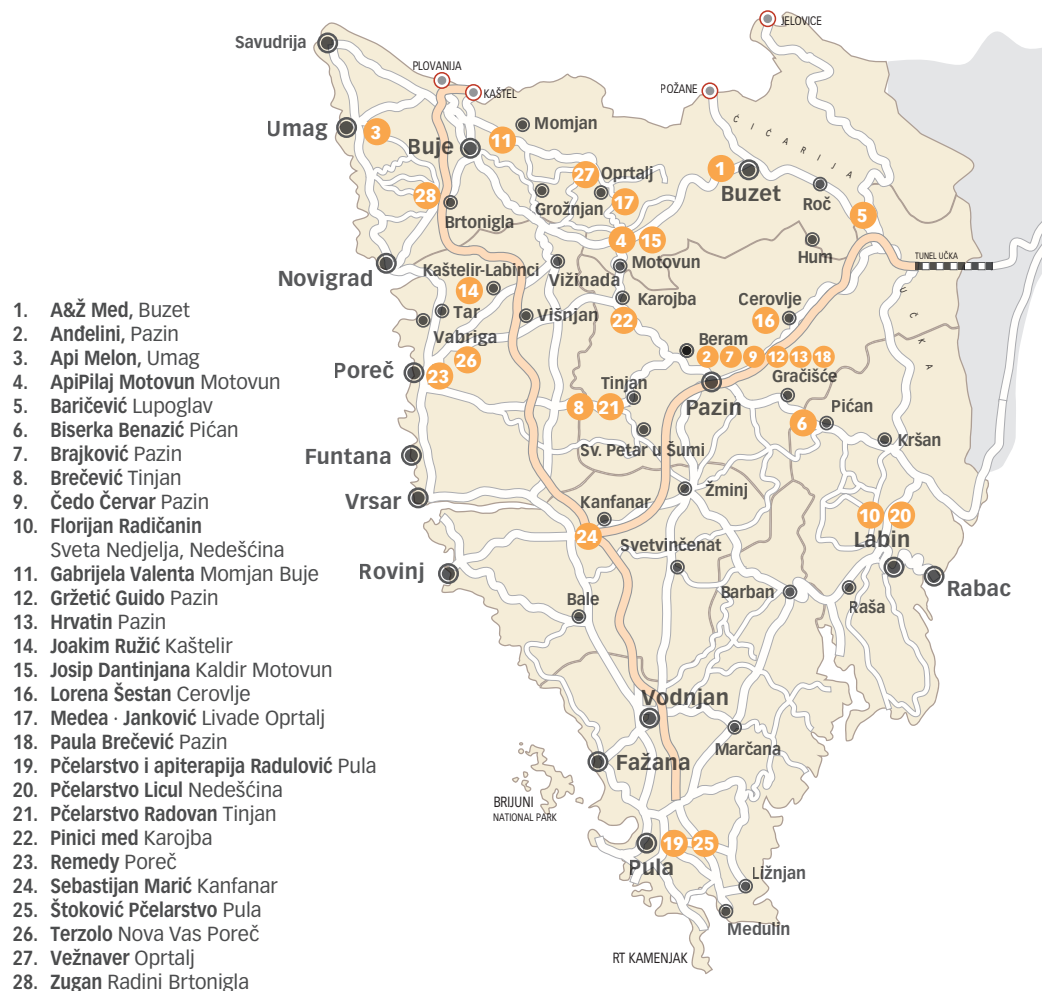 1. A&Ž Med, Buzet
2. Anđelini, Pazin
3. Api Melon, Umag
4. ApiPilaj Motovun Motovun
5. Baričević Lupoglav
6. Biserka Benazić Pićan
7. Brajković Pazin
8. Brečević Tinjan
9. Čedo Červar Pazin
10. Florijan Radičanin
Sveta Nedjelja, Nedešćina
11. Gabrijela Valenta Momjan Buje
12. Gržetić Guido Pazin
13. Hrvatin Pazin
14. Joakim Ružić Kaštelir
15. Josip Dantinjana Kaldir Motovun
16. Lorena Šestan Cerovlje
17. Medea · Janković Livade Oprtalj
18. Paula Brečević Pazin
19. Pčelarstvo i apiterapija Radulović Pula
20. Pčelarstvo Licul Nedešćina
21. Pčelarstvo Radovan Tinjan
22. Pinici med Karojba
23. Remedy Poreč
24. Sebastijan Marić Kanfanar
25. Štoković Pčelarstvo Pula
26. Terzolo Nova Vas Poreč
27. Vežnaver Oprtalj
28. Zugan Radini Brtonigla
JELOVICE
Savudrija
PLOVANIJA
KAŠTEL
POŽANE
Umag
3
Buje
11
Momjan
ĆIĆARIJA
27
Oprtalj
1
Buzet
28
Brtonigla
Grožnjan
17
Roč
5
4
15
Hum
TUNEL UČKA
Novigrad
Kaštelir-Labinci
Vižinada
Motovun
14
Karojba
Cerovlje
UČKA
Tar
Višnjan
22
16
Vabriga
Beram
26
2
7
9
12
13
18
Poreč
23
Tinjan
Pazin
Gračišće
8
21
Pićan
6
Sv. Petar u Šumi
Kršan
Funtana
Vrsar
Žminj
Kanfanar
10
20
24
Svetvinčenat
Labin
Rovinj
Rabac
Bale
Barban
Raša
Vodnjan
Marčana
Fažana
BRIJUNI
NATIONAL PARK
19
25
Pula
Ližnjan
Medulin
RT KAMENJAK